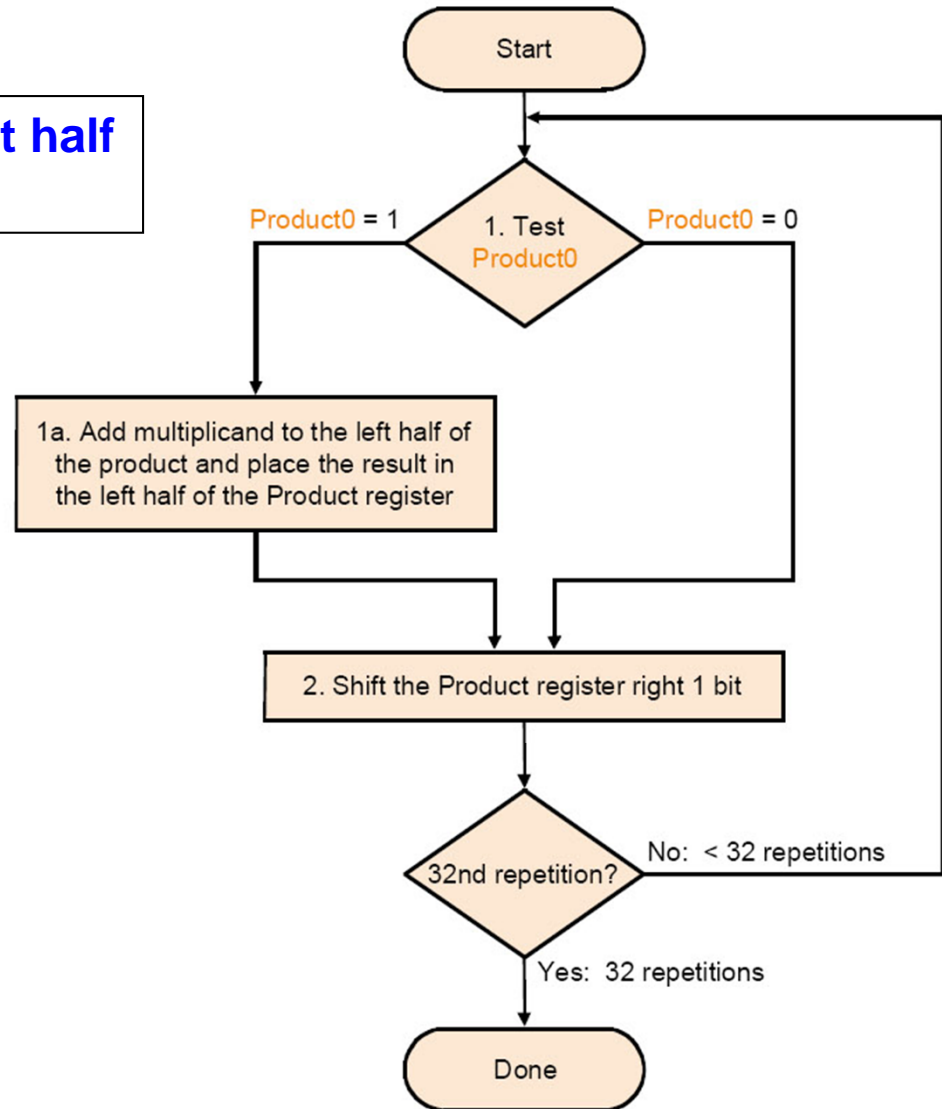 Start
t half
Product0 = 1
1. Test
Product0
Product0 = 0
1a. Add multiplicand to the left half of
the product and place the result in
the left half of the Product register
2. Shift the Product register right 1 bit
32nd repetition?
No: < 32 repetitions
Yes: 32 repetitions
Done